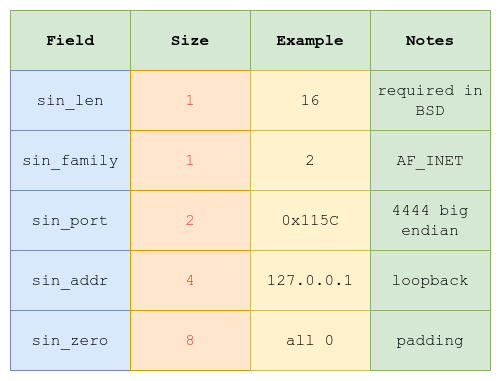 Field Size Example Notes
sin_len 1 16 required in
BSD
sin_family 1 2 AF_INET
sin_port 2 0x115C 4444 big
endian
sin_addr 4 127.0.0.1 loopback
sin_zero 8 all 0 padding